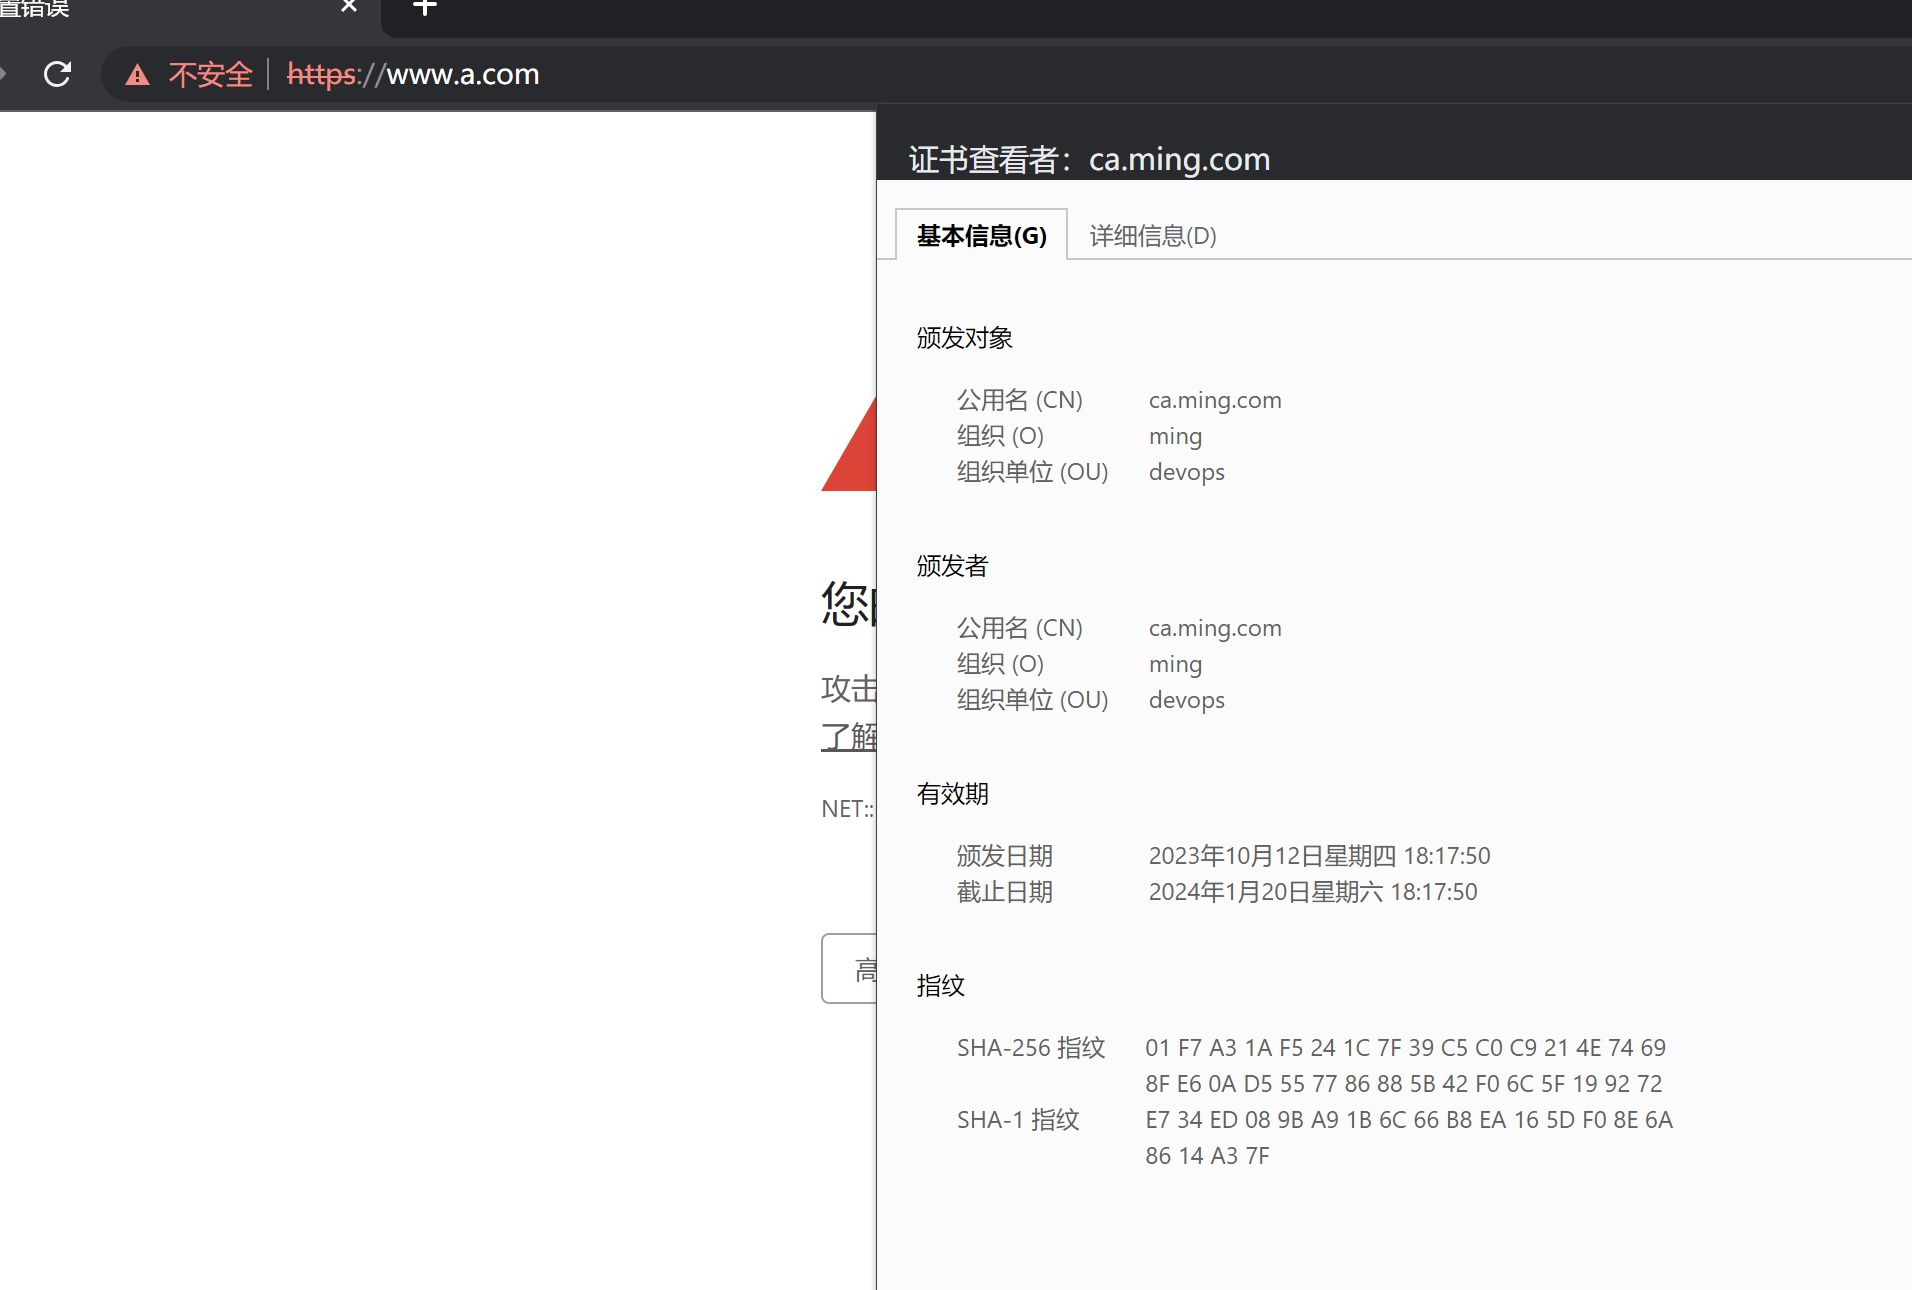 置错误
不安全 https://www.a.com
证书查看者：ca.ming.com
基本信息(G) 详细信息(D)
颁发对象
公用名 (CN) ca.ming.com
组织 (O) ming
组织单位 (OU) devops
颁发者
公用名 (CN) ca.ming.com
组织 (O) ming
组织单位 (OU) devops
有效期
颁发日期 2023年10月12日星期四 18:17:50
截止日期 2024年1月20日星期六 18:17:50
指纹
SHA-256 指纹 01 F7 A3 1A F5 24 1C 7F 39 C5 C0 C9 21 4E 74 69
8F E6 0A D5 55 77 86 88 5B 42 F0 6C 5F 19 92 72
SHA-1 指纹 E7 34 ED 08 9B A9 1B 6C 66 B8 EA 16 5D F0 8E 6A
86 14 A3 7F
您
攻击
了解
NET::
高